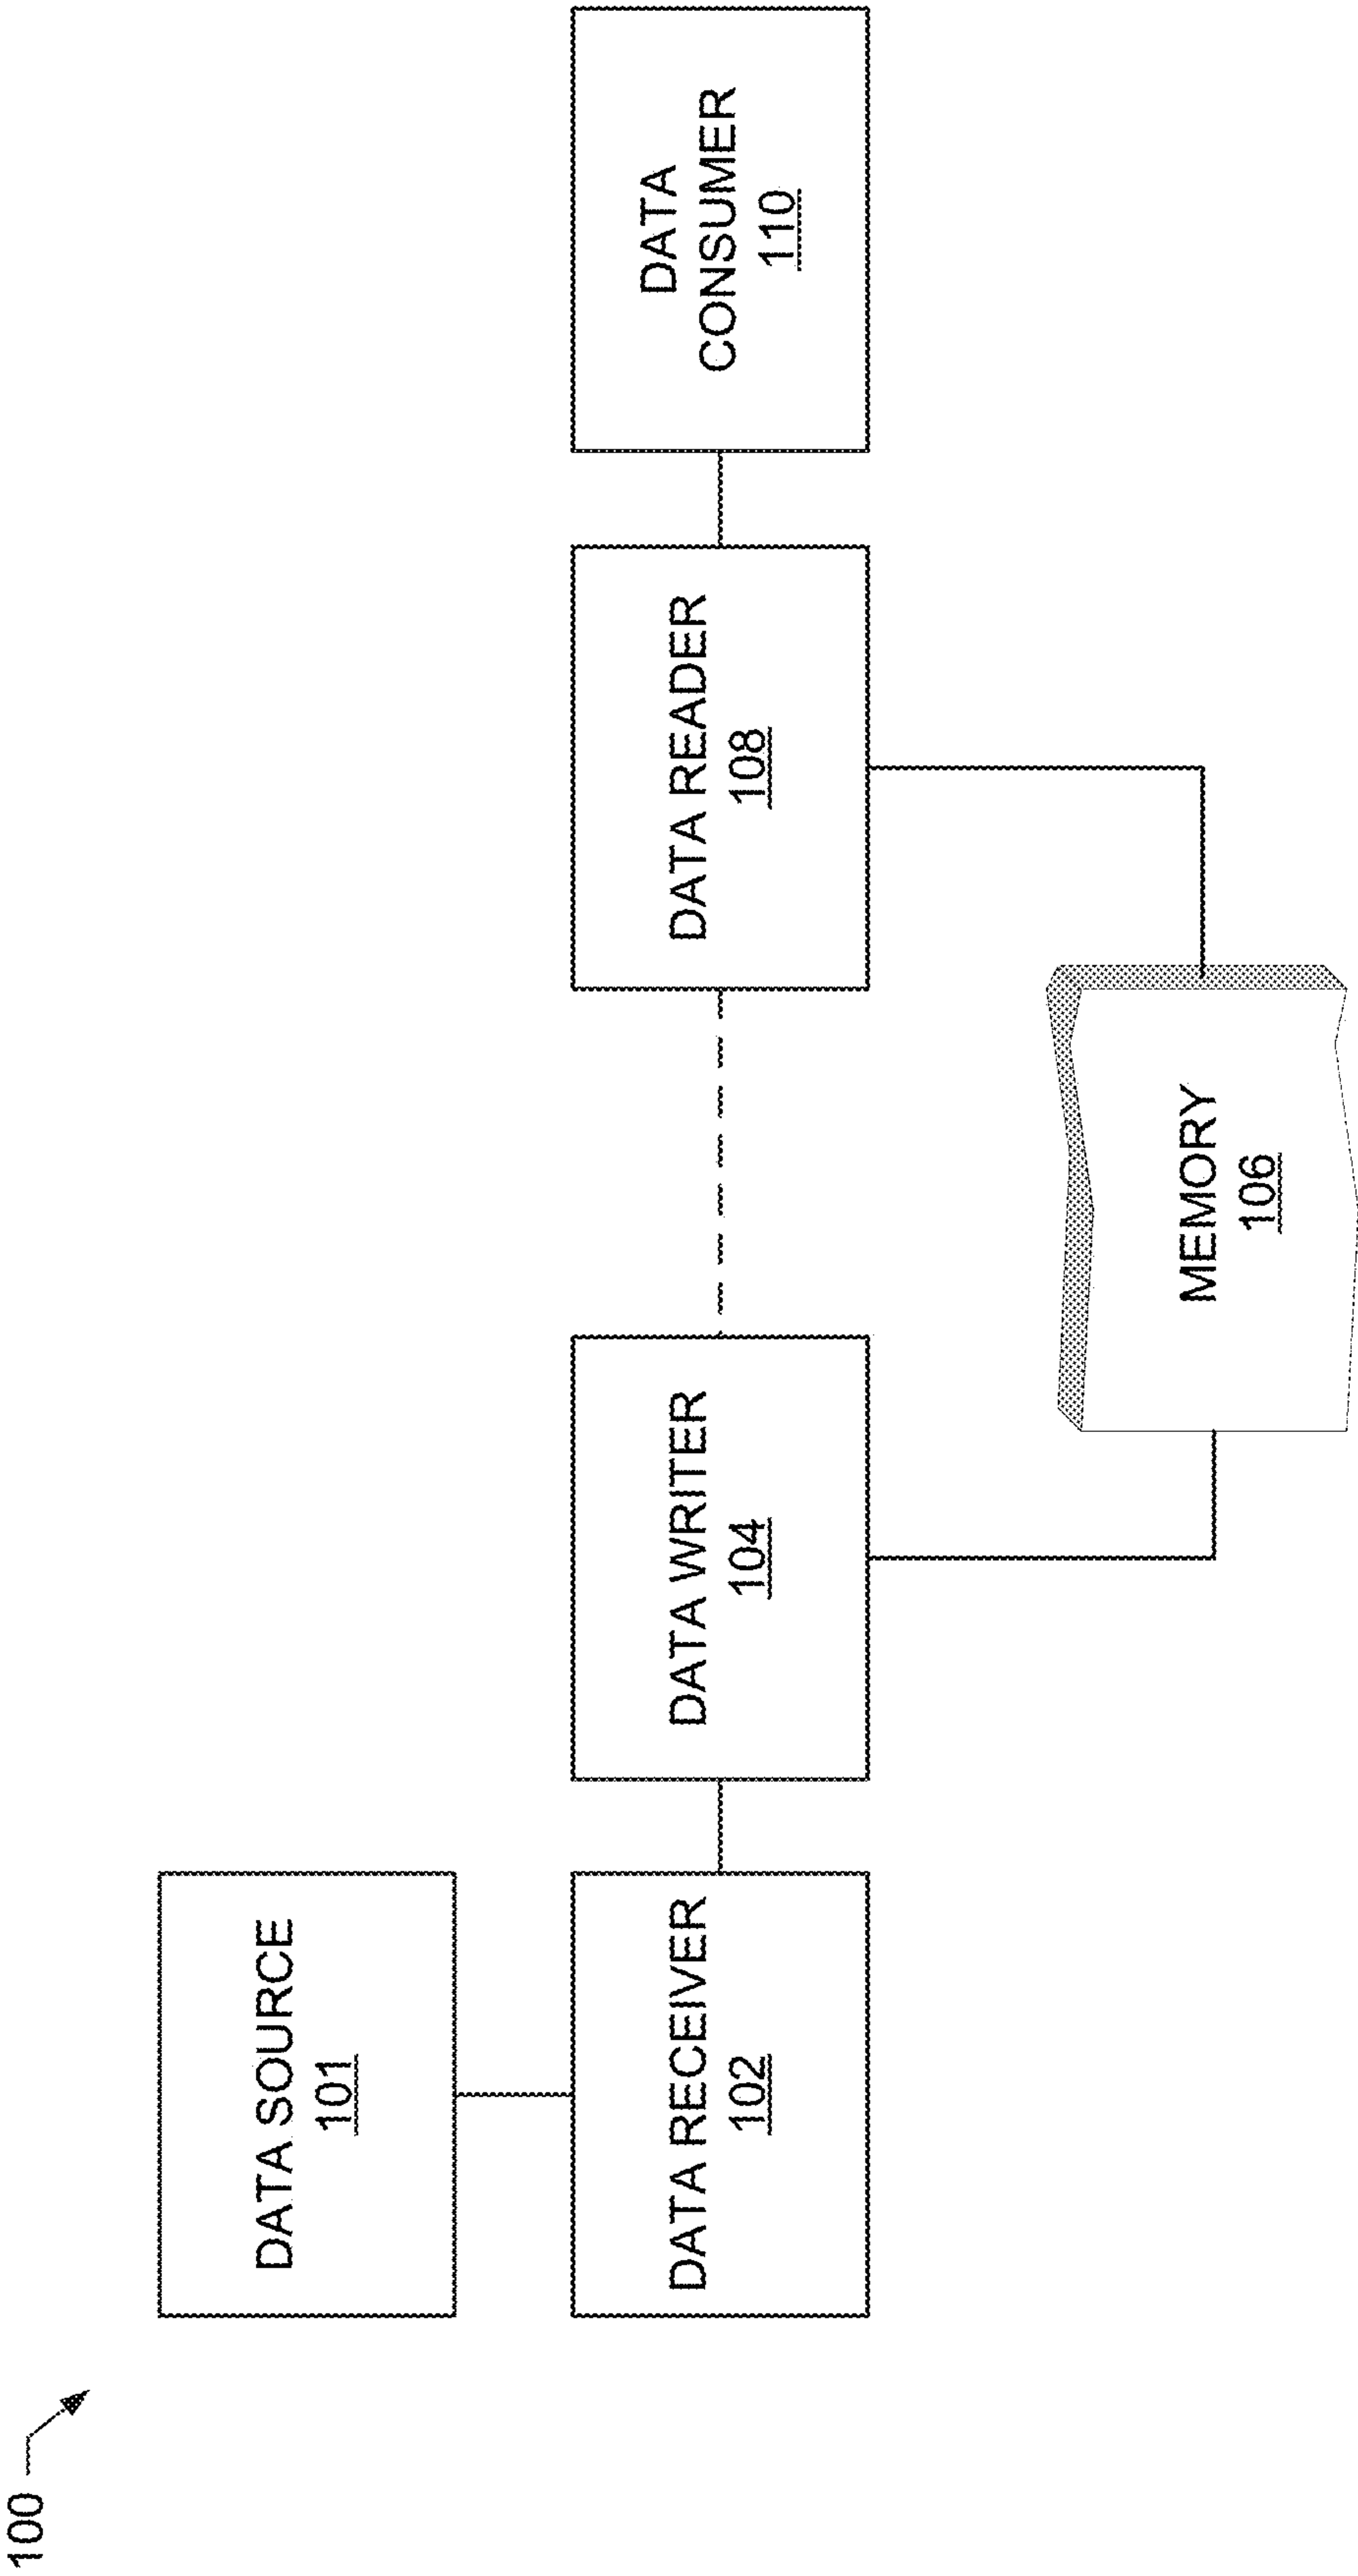 100
DATA SOURCE
101
DATA RECEIVER
102
DATA WRITER
104
DATA READER
108
DATA
CONSUMER
110
MEMORY
106